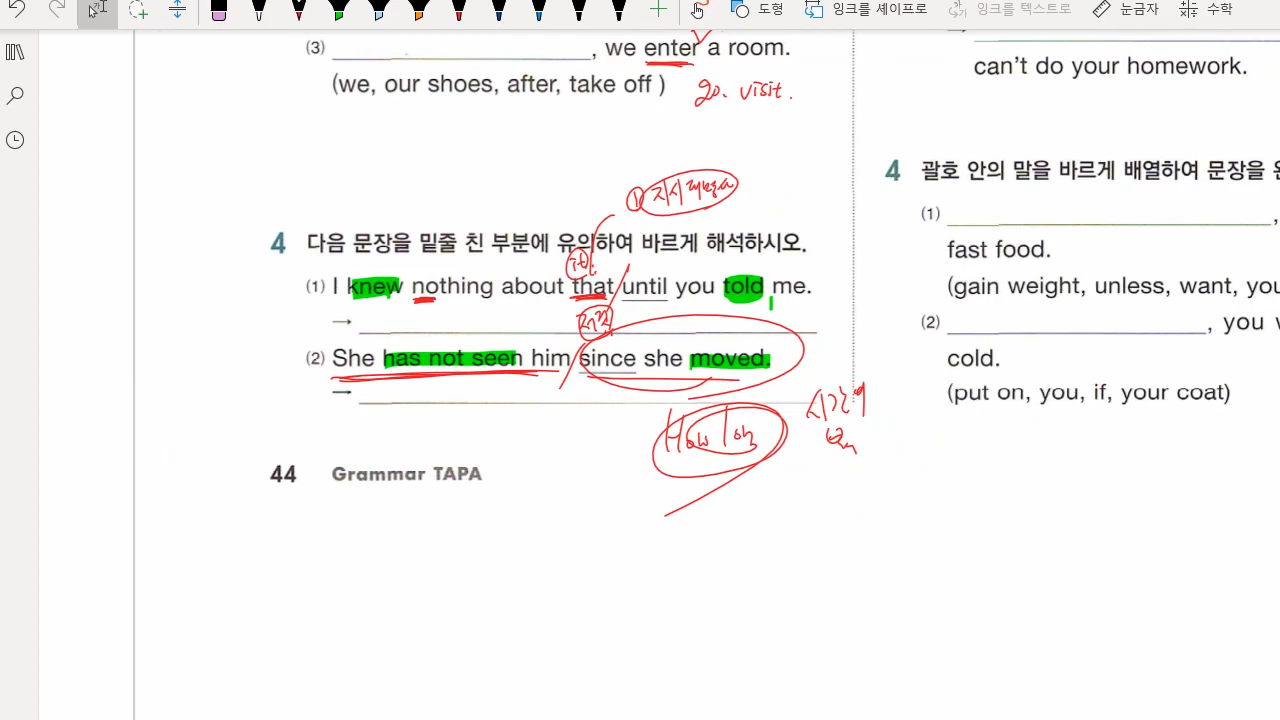 도형
잉크를 셰이프로
잉크를 텍스트로
눈금자
수학
(3) ____________, we enter a room.
(we, our shoes, after, take off )
go. visit.
① 지시대명사
4 다음 문장을 밑줄 친 부분에 유의하여 바르게 해석하시오.
(1) I knew nothing about that until you told me.
→
(2) She has not seen him since she moved.
→
How long
44 Grammar TAPA
can't do your homework.
4 괄호 안의 말을 바르게 배열하여 문장을
(1) ____________,
fast food.
(gain weight, unless, want, you
(2) ____________, you
cold.
(put on, you, if, your coat)